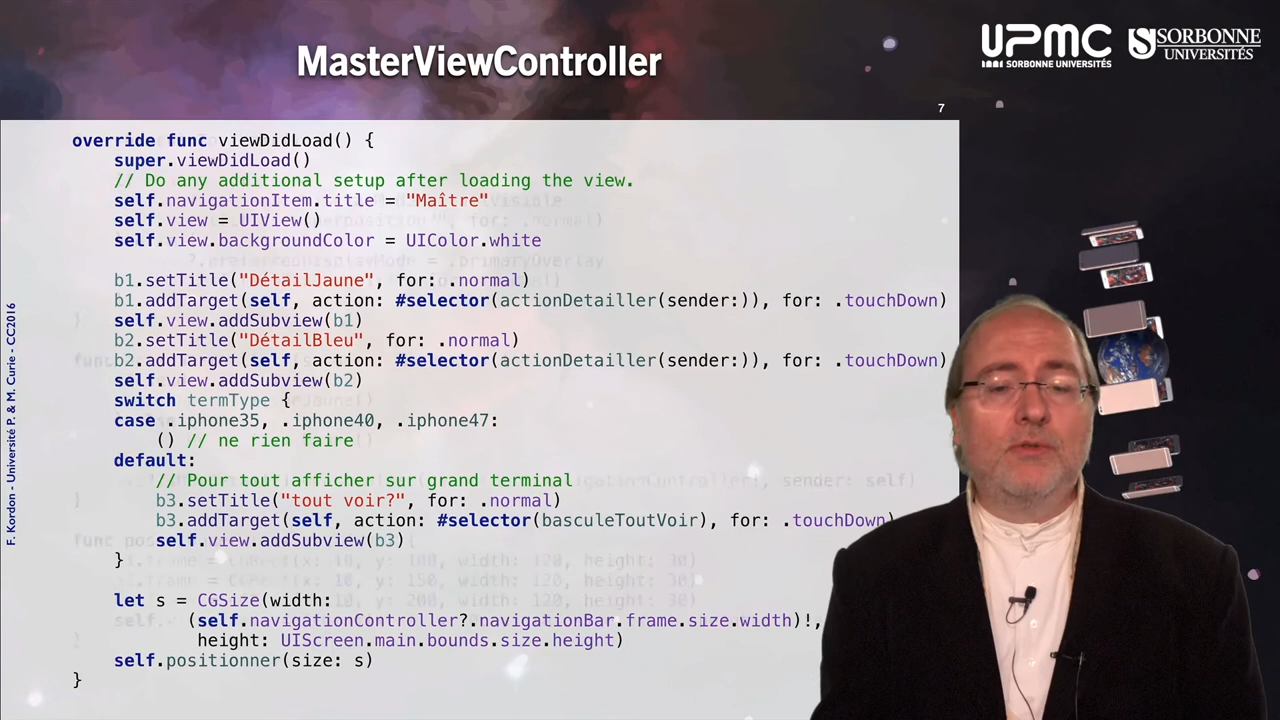 MasterViewController
UPMC
SORBONNE UNIVERSITÉS
SORBONNE
UNIVERSITÉS
7
override func viewDidLoad() {
super.viewDidLoad()
// Do any additional setup after loading the view.
self.navigationItem.title = "Maître"
self.view = UIView()
self.view.backgroundColor = UIColor.white
b1.setTitle("DétailJaune", for: .normal)
b1.addTarget(self, action: #selector(actionDetailler(sender:)), for: .touchDown)
self.view.addSubview(b1)
b2.setTitle("DétailBleu", for: .normal)
b2.addTarget(self, action: #selector(actionDetailler(sender:)), for: .touchDown)
self.view.addSubview(b2)
switch termType {
case .iphone35, .iphone40, .iphone47:
() // ne rien faire
default:
// Pour tout afficher sur grand terminal
b3.setTitle("tout voir?", for: .normal)
b3.addTarget(self, action: #selector(basculeToutVoir), for: .touchDown)
self.view.addSubview(b3)
}
let s = CGSize(width:
(self.navigationController?.navigationBar.frame.size.width)!,
height: UIScreen.main.bounds.size.height)
self.positionner(size: s)
}
F. Kordon - Université P. & M. Curie - CC2016